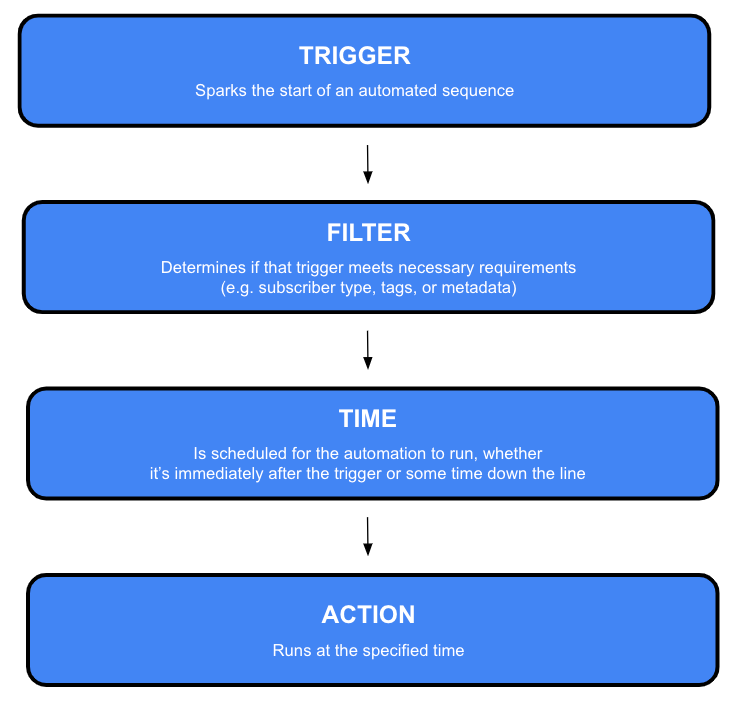 TRIGGER
Sparks the start of an automated sequence
FILTER
Determines if that trigger meets necessary requirements
(e.g. subscriber type, tags, or metadata)
TIME
Is scheduled for the automation to run, whether
it’s immediately after the trigger or some time down the line
ACTION
Runs at the specified time